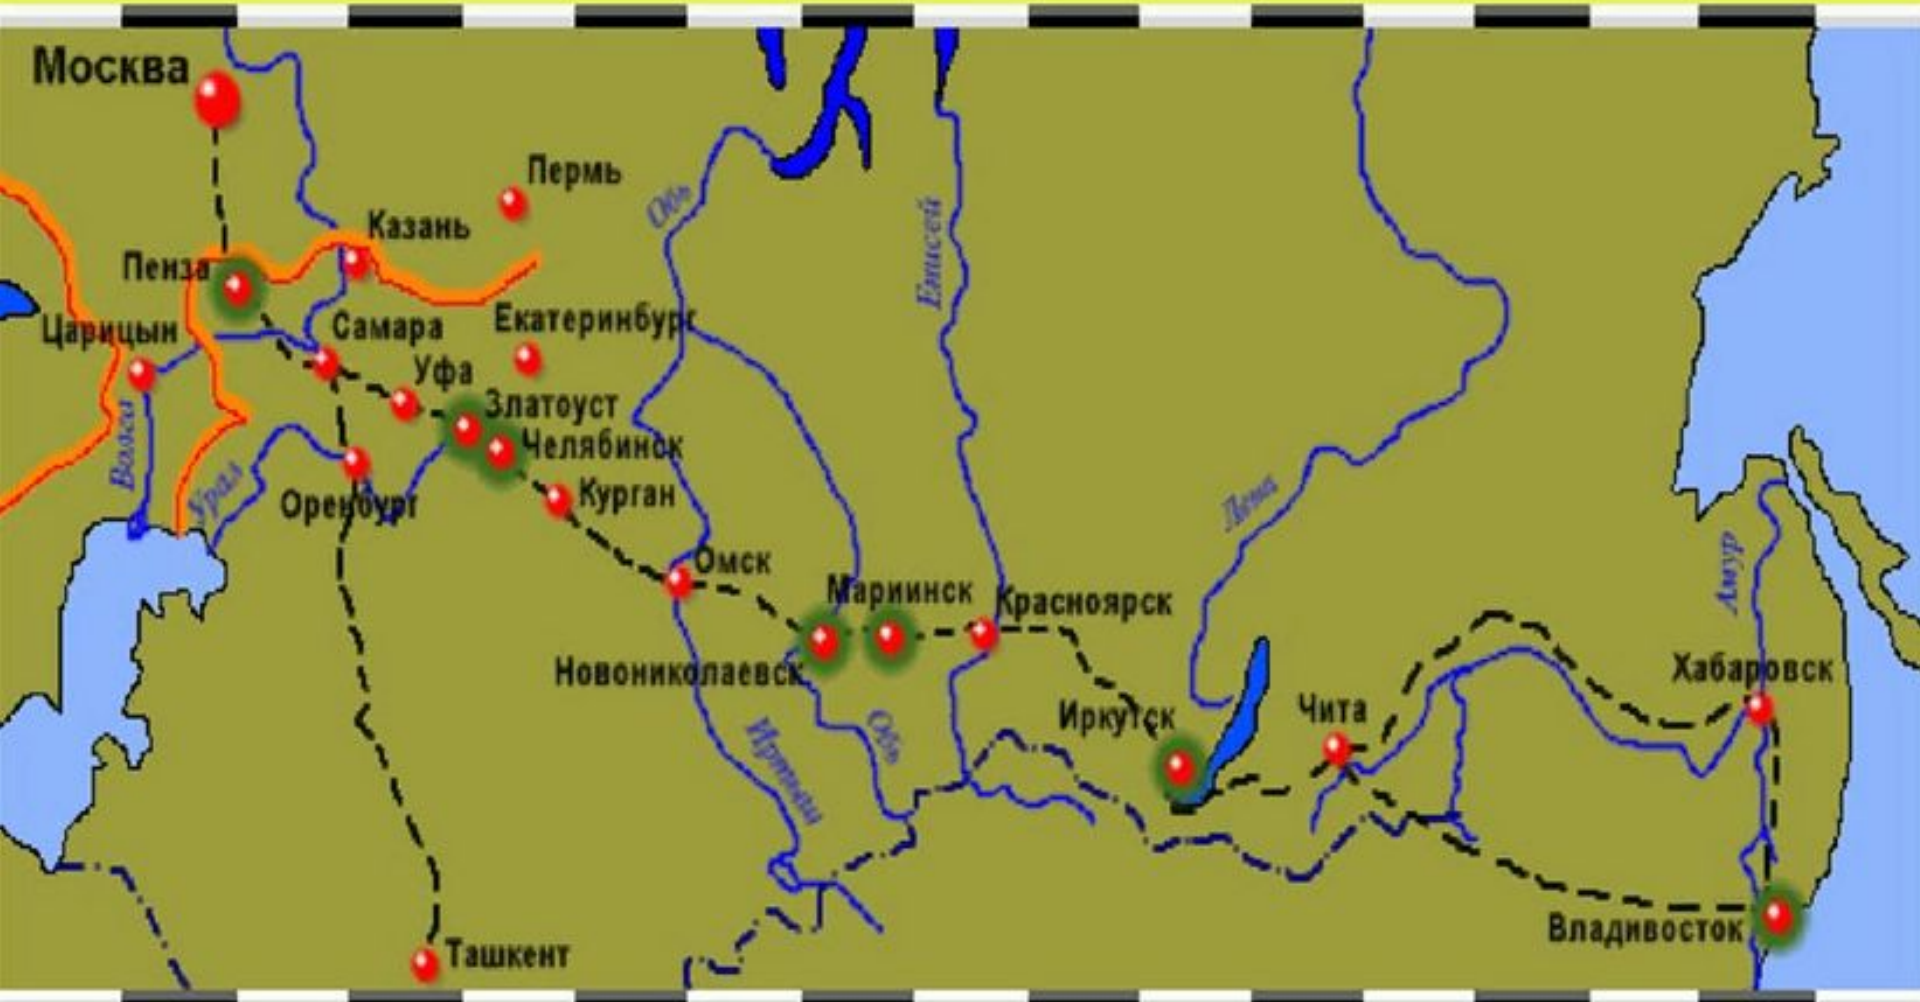 Москва
Пермь
Обь
Казань
Енисей
Пенза
Царицын
Самара
Екатеринбург
Уфа
Златоуст
Волга
Челябинск
Урал
Оренбург
Курган
Лена
Омск
Амур
Мариинск
Красноярск
Новониколаевск
Хабаровск
Иркутск
Чита
Иртыш
Обь
Владивосток
Ташкент